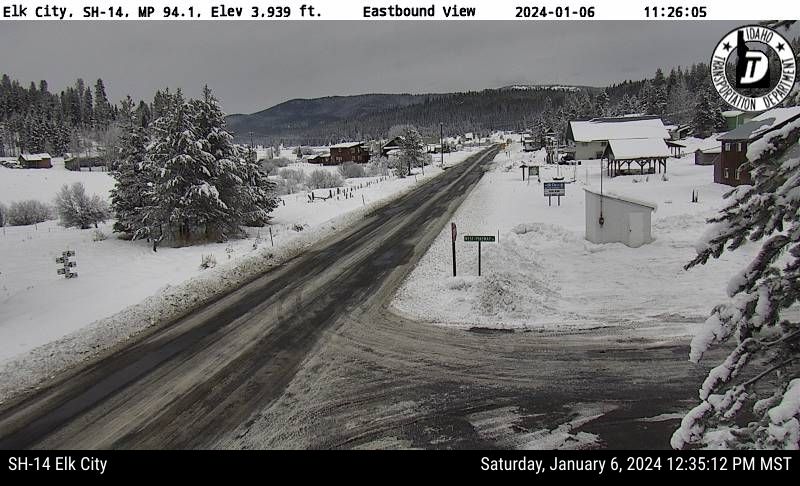 Elk City, SH-14, MP 94.1, Elev 3,939 ft. Eastbound View 2024-01-06 11:26:05
IDAHO
TRANSPORTATION DEPARTMENT
SH-14 Elk City Saturday, January 6, 2024 12:35:12 PM MST